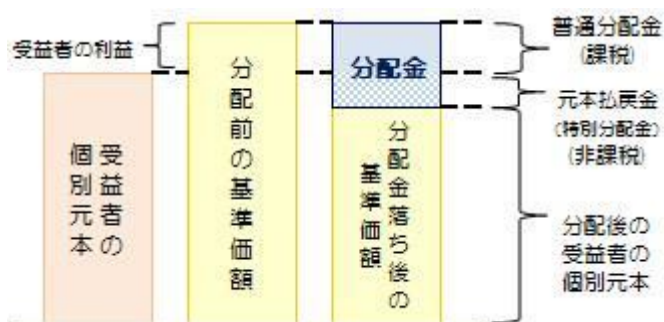 受益者の利益
受益者の
個別元本
分配前の基準価額
分配金
分配金落ち後の
基準価額
普通分配金
(課税)
元本払戻金
(特別分配金)
(非課税)
分配後の
受益者の
個別元本